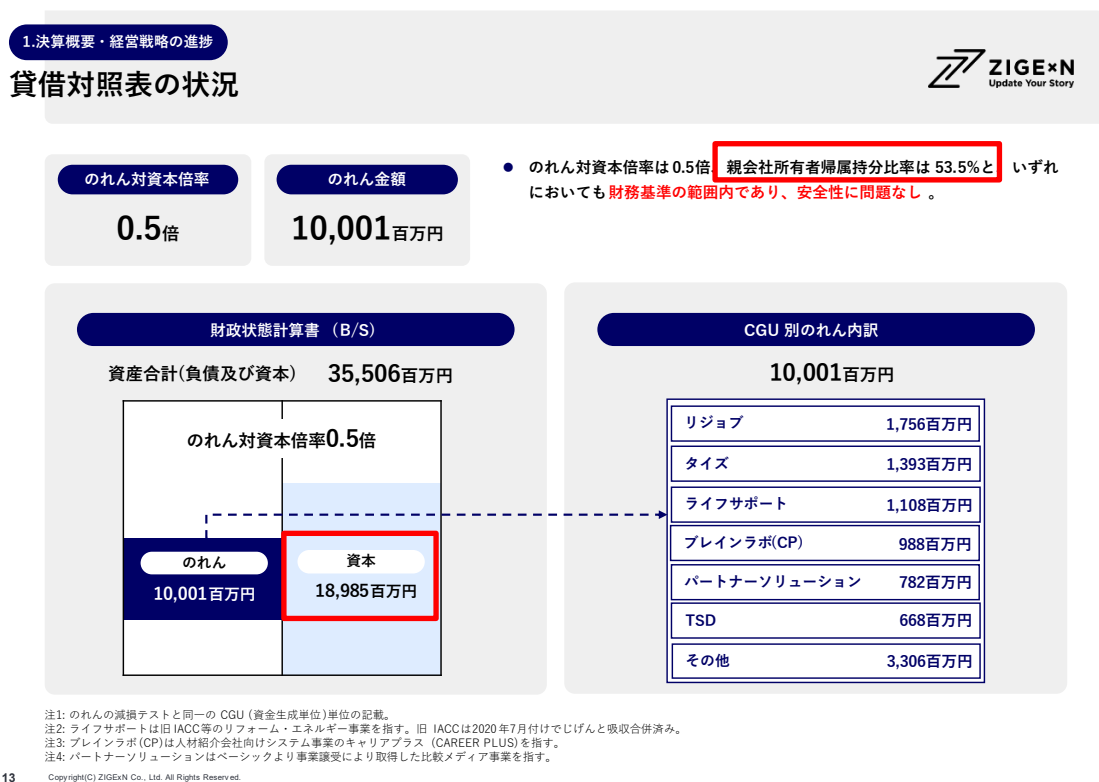 1.決算概要・経営戦略の進捗
貸借対照表の状況
ZIGE×N
Update Your Story
のれん対資本倍率
0.5倍
のれん金額
10,001百万円
● のれん対資本倍率は0.5倍、親会社所有者帰属持分比率は 53.5%と、いずれ
においても財務基準の範囲内であり、安全性に問題なし 。
財政状態計算書 （B/S）
資産合計(負債及び資本) 35,506百万円
のれん対資本倍率0.5倍
のれん
10,001百万円
資本
18,985百万円
CGU 別のれん内訳
10,001百万円
リジョブ 1,756百万円
タイズ 1,393百万円
ライフサポート 1,108百万円
ブレインラボ(CP) 988百万円
パートナーソリューション 782百万円
TSD 668百万円
その他 3,306百万円
注1: のれんの減損テストと同一の CGU (資金生成単位)単位の記載。
注2: ライフサポートは旧IACC等のリフォーム・エネルギー事業を指す。旧 IACCは2020年7月付けでじげんと吸収合併済み。
注3: ブレインラボ(CP)は人材紹介会社向けシステム事業のキャリアプラス (CAREER PLUS)を指す。
注4: パートナーソリューションはベーシックより事業譲受により取得した比較メディア事業を指す。
13 Copyright(C) ZIGExN Co., Ltd. All Rights Reserved.